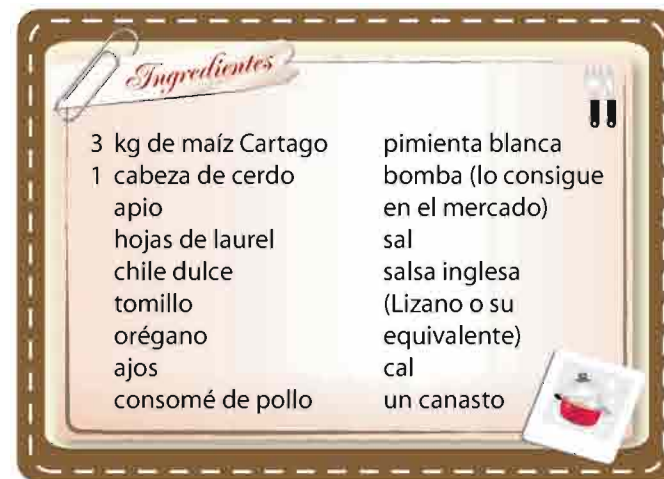 Ingredientes
3 kg de maíz Cartago
1 cabeza de cerdo
apio
hojas de laurel
chile dulce
tomillo
orégano
ajos
consomé de pollo
pimienta blanca
bomba (lo consigue
en el mercado)
sal
salsa inglesa
(Lizano o su
equivalente)
cal
un canasto